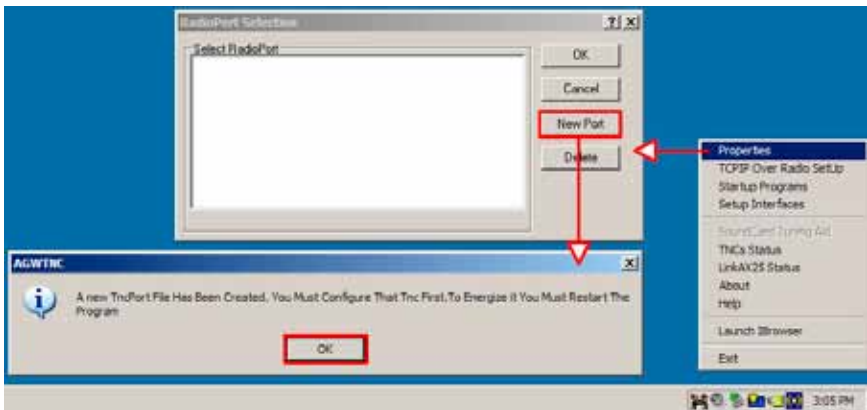 RadioPort Selection
Select RadioPort
OK
Cancel
New Port
Delete
Properties
TCPIP Over Radio SetUp
Startup Programs
Setup Interfaces
SoundCard Tuning Aid
TNCs Status
LinkAX25 Status
About
Help
Launch IBrowser
Exit
AGWTNC
A new TncPort File Has Been Created, You Must Configure That Tnc First.To Energize it You Must Restart The
Program
OK
3:05 PM